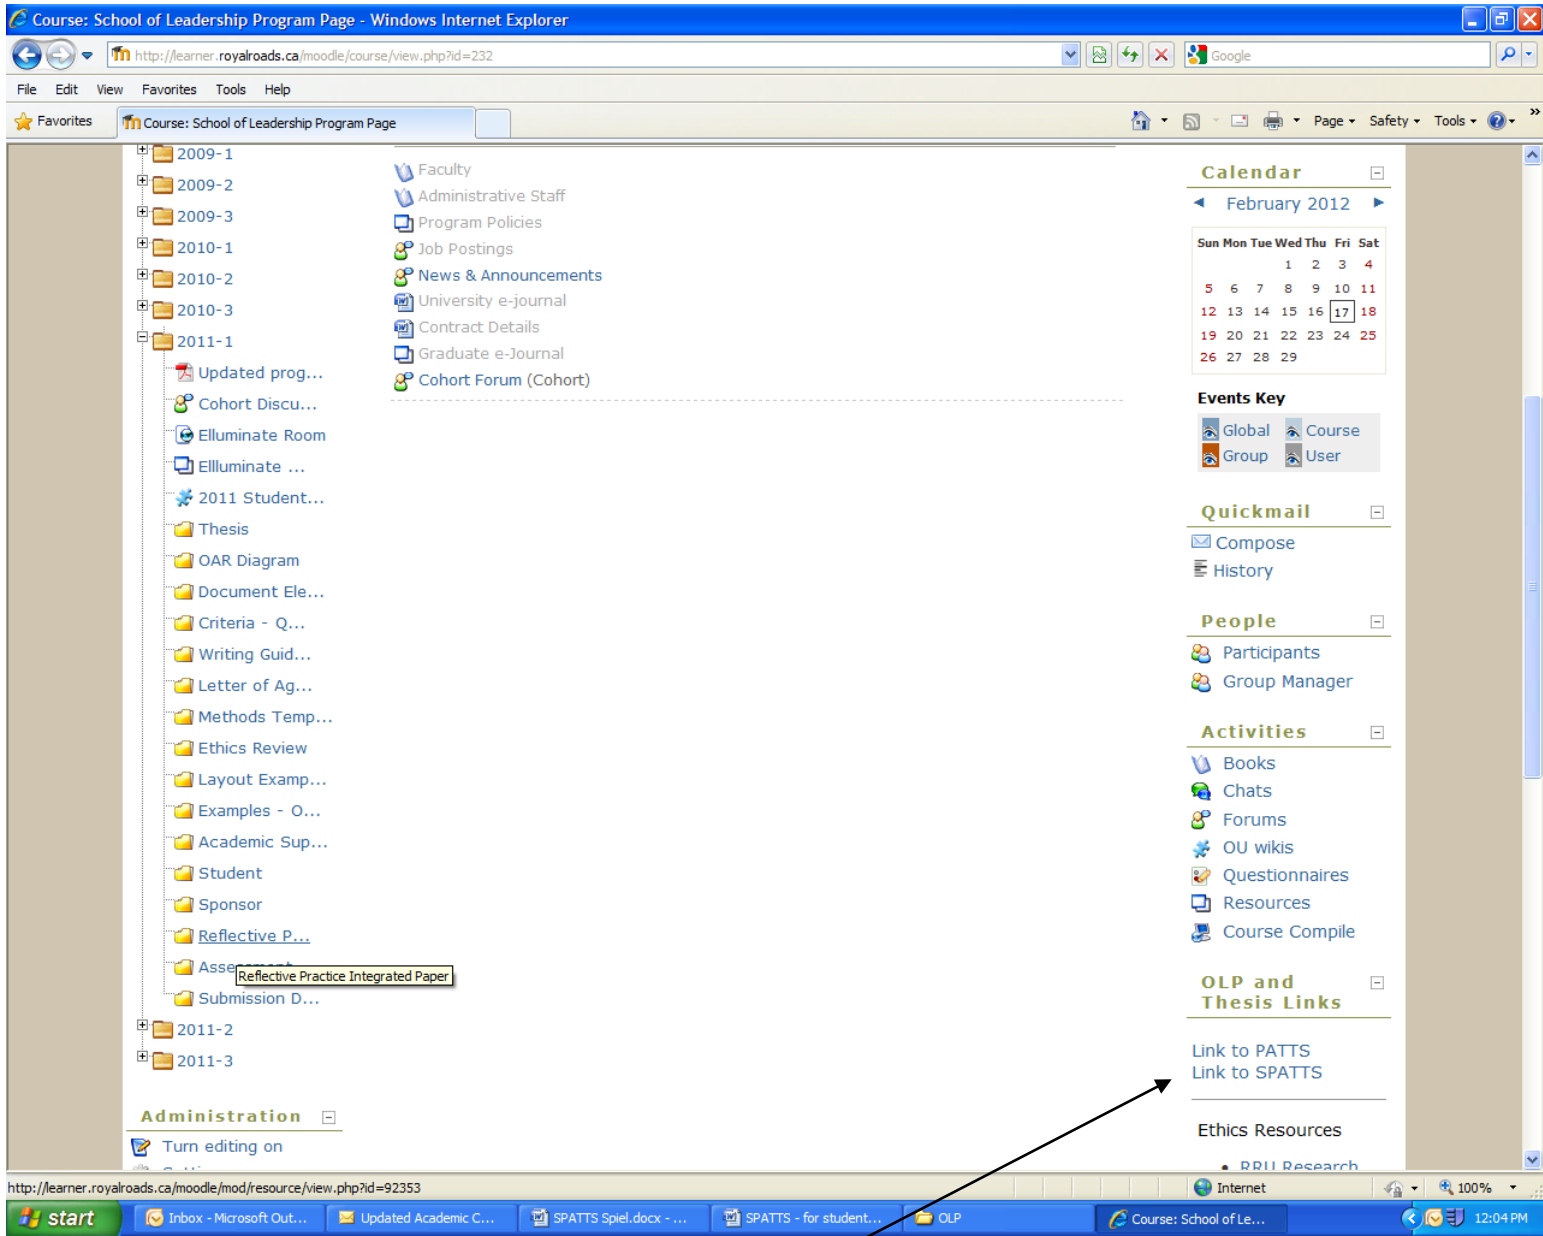 Course: School of Leadership Program Page - Windows Internet Explorer
http://learner.royalroads.ca/moodle/course/view.php?id=232
Google
File Edit View Favorites Tools Help
Favorites
Course: School of Leadership Program Page
Page Safety Tools
2009-1
2009-2
2009-3
2010-1
2010-2
2010-3
2011-1
Updated prog...
Cohort Discu...
Elluminate Room
Ellluminate ...
2011 Student...
Thesis
OAR Diagram
Document Ele...
Criteria - Q...
Writing Guid...
Letter of Ag...
Methods Temp...
Ethics Review
Layout Examp...
Examples - O...
Academic Sup...
Student
Sponsor
Reflective P...
Reflective Practice Integrated Paper
Submission D...
2011-2
2011-3
Administration
Turn editing on
Faculty
Administrative Staff
Program Policies
Job Postings
News & Announcements
University e-journal
Contract Details
Graduate e-Journal
Cohort Forum (Cohort)
Calendar
February 2012
Sun Mon Tue Wed Thu Fri Sat
1 2 3 4
5 6 7 8 9 10 11
12 13 14 15 16 17 18
19 20 21 22 23 24 25
26 27 28 29
Events Key
Global Course
Group User
Quickmail
Compose
History
People
Participants
Group Manager
Activities
Books
Chats
Forums
OU wikis
Questionnaires
Resources
Course Compile
OLP and
Thesis Links
Link to PATTS
Link to SPATTS
Ethics Resources
RRU Research
http://learner.royalroads.ca/moodle/mod/resource/view.php?id=92353
Internet
100%
start
Inbox - Microsoft Out...
Updated Academic C...
SPATTS Spiel.docx - ...
SPATTS - for student...
OLP
Course: School of Le...
12:04 PM